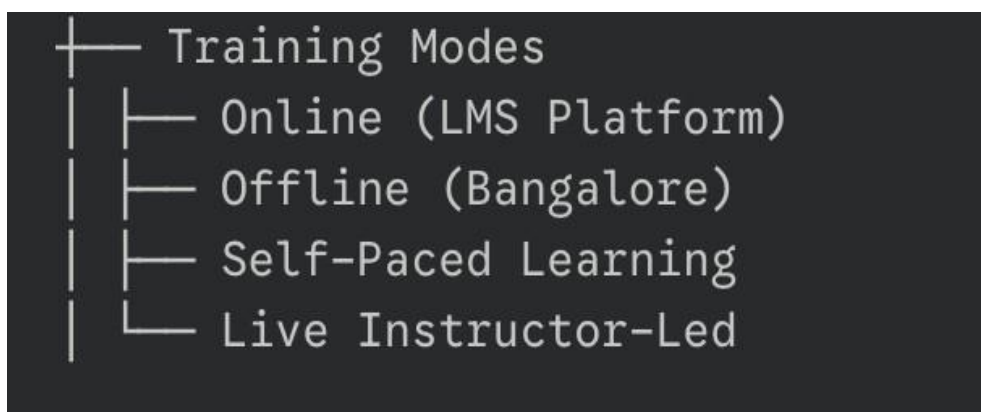 Training Modes
Online (LMS Platform)
Offline (Bangalore)
Self-Paced Learning
Live Instructor-Led